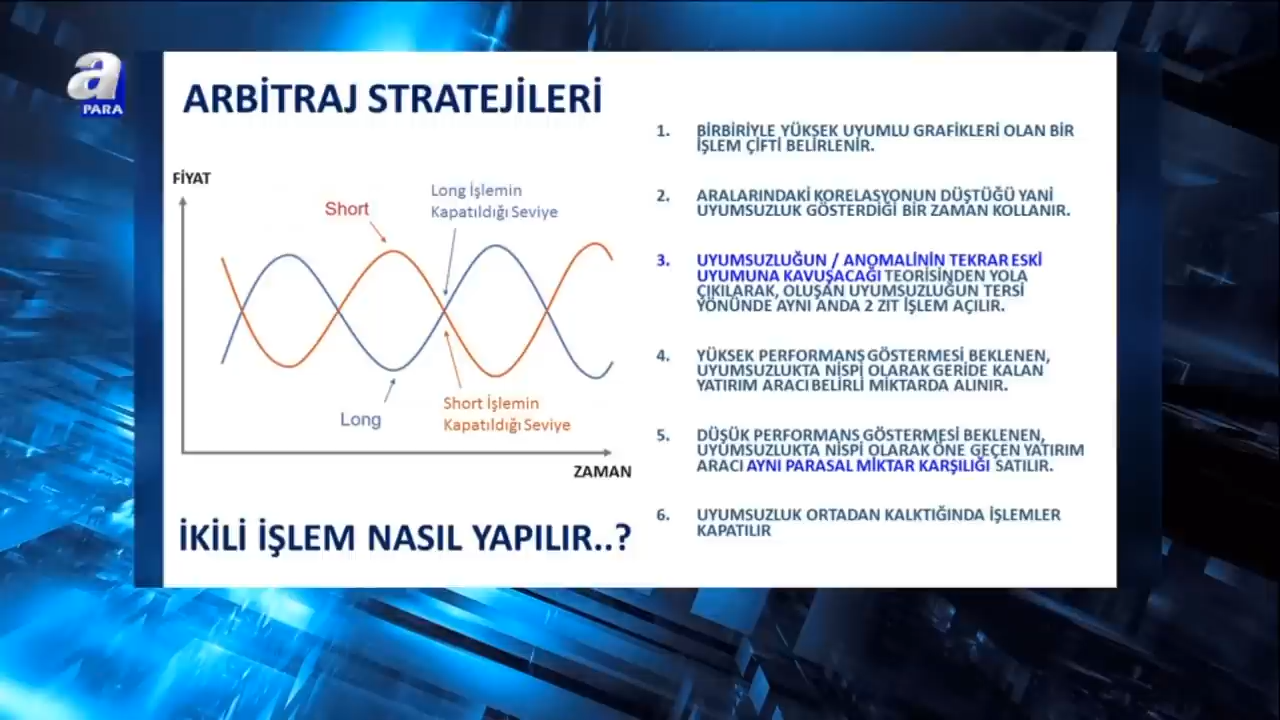 a
PARA
ARBİTRAJ STRATEJİLERİ
FİYAT
Short
Long İşlemin
Kapatıldığı Seviye
Long
Short İşlemin
Kapatıldığı Seviye
ZAMAN
İKİLİ İŞLEM NASIL YAPILIR..?
1. BİRBİRİYLE YÜKSEK UYUMLU GRAFİKLERİ OLAN BİR
İŞLEM ÇİFTİ BELİRLENİR.
2. ARALARINDAKİ KORELASYONUN DÜŞTÜĞÜ YANİ
UYUMSUZLUK GÖSTERDİĞİ BİR ZAMAN KOLLANIR.
3. UYUMSUZLUĞUN / ANOMALİNİN TEKRAR ESKİ
UYUMUNA KAVUŞACAĞI TEORİSİNDEN YOLA
ÇIKILARAK, OLUŞAN UYUMSUZLUĞUN TERSİ
YÖNÜNDE AYNI ANDA 2 ZIT İŞLEM AÇILIR.
4. YÜKSEK PERFORMANS GÖSTERMESİ BEKLENEN,
UYUMSUZLUKTA NİSPİ OLARAK GERİDE KALAN
YATIRIM ARACI BELİRLİ MİKTARDA ALINIR.
5. DÜŞÜK PERFORMANS GÖSTERMESİ BEKLENEN,
UYUMSUZLUKTA NİSPİ OLARAK ÖNE GEÇEN YATIRIM
ARACI AYNI PARASAL MİKTAR KARŞILIĞI SATILIR.
6. UYUMSUZLUK ORTADAN KALKTIĞINDA İŞLEMLER
KAPATILIR